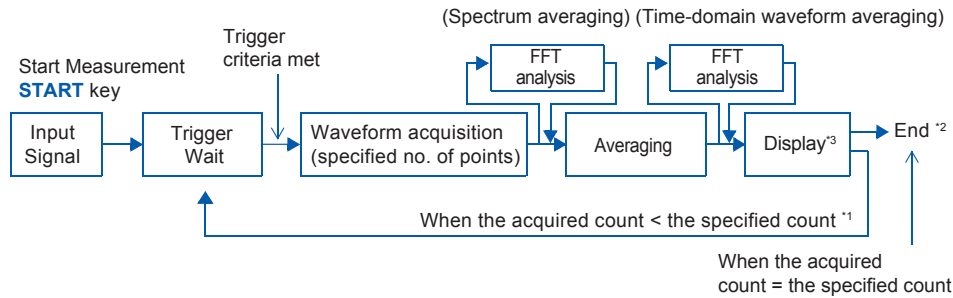 (Spectrum averaging) (Time-domain waveform averaging)
Trigger
criteria met
FFT
analysis
FFT
analysis
Start Measurement
START key
Input
Signal
Trigger
Wait
Waveform acquisition
(specified no. of points)
Averaging
Display*3
End *2
When the acquired count < the specified count *1
When the acquired
count = the specified count